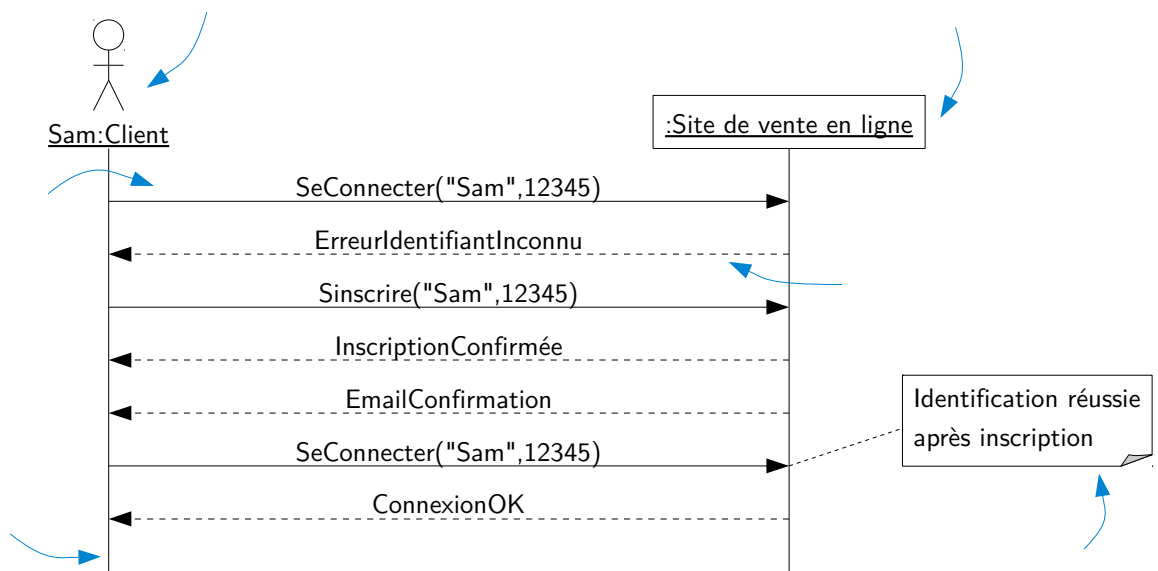 Sam:Client
:Site de vente en ligne
SeConnecter("Sam",12345)
ErreurIdentifiantInconnu
Sinscrire("Sam",12345)
InscriptionConfirmée
EmailConfirmation
Identification réussie
après inscription
SeConnecter("Sam",12345)
ConnexionOK